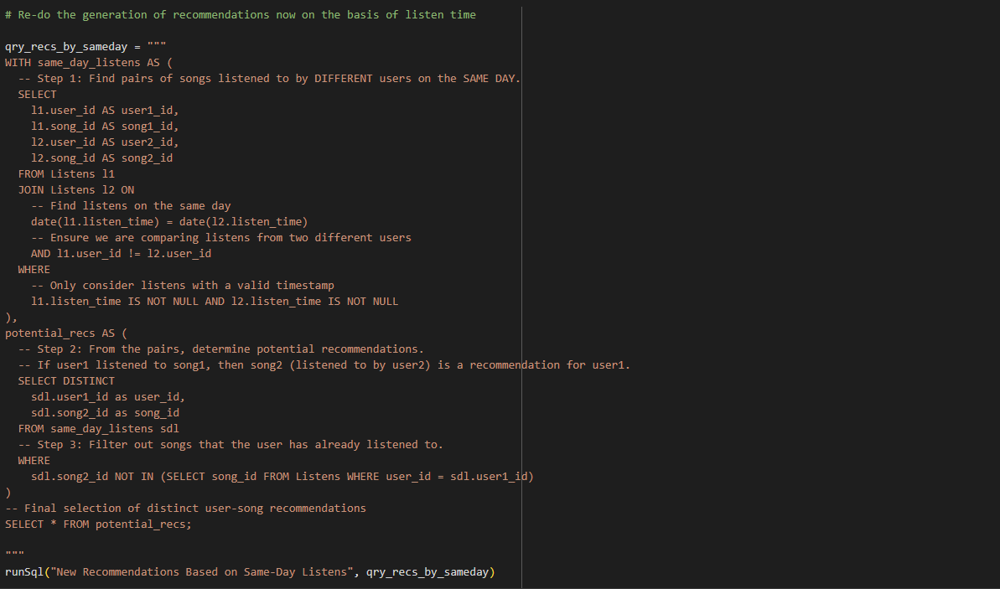 # Re-do the generation of recommendations now on the basis of listen time

qry_recs_by_sameday = """
WITH same_day_listens AS (
  -- Step 1: Find pairs of songs listened to by DIFFERENT users on the SAME DAY.
  SELECT
    l1.user_id AS user1_id,
    l1.song_id AS song1_id,
    l2.user_id AS user2_id,
    l2.song_id AS song2_id
  FROM Listens l1
  JOIN Listens l2 ON
    -- Find listens on the same day
    date(l1.listen_time) = date(l2.listen_time)
    -- Ensure we are comparing listens from two different users
    AND l1.user_id != l2.user_id
  WHERE
    -- Only consider listens with a valid timestamp
    l1.listen_time IS NOT NULL AND l2.listen_time IS NOT NULL
),
potential_recs AS (
  -- Step 2: From the pairs, determine potential recommendations.
  -- If user1 listened to song1, then song2 (listened to by user2) is a recommendation for user1.
  SELECT DISTINCT
    sdl.user1_id as user_id,
    sdl.song2_id as song_id
  FROM same_day_listens sdl
  -- Step 3: Filter out songs that the user has already listened to.
  WHERE
    sdl.song2_id NOT IN (SELECT song_id FROM Listens WHERE user_id = sdl.user1_id)
)
-- Final selection of distinct user-song recommendations
SELECT * FROM potential_recs;

"""
runSql("New Recommendations Based on Same-Day Listens", qry_recs_by_sameday)